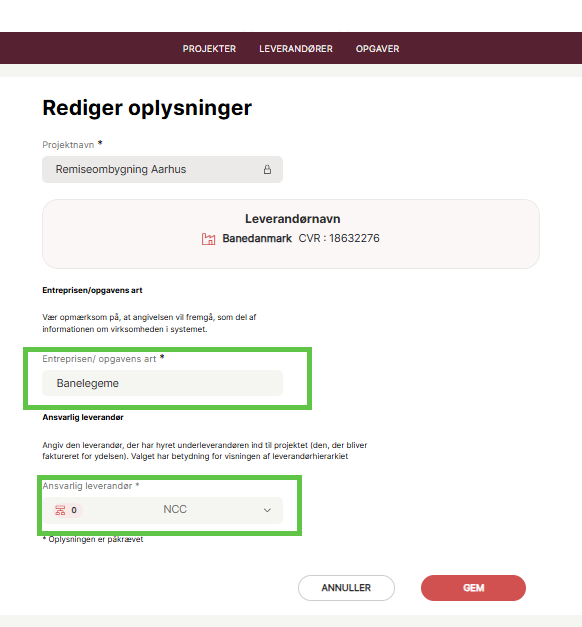 PROJEKTER LEVERANDØRER OPGAVER
Rediger oplysninger
Projektnavn *
Remiseombygning Aarhus
Leverandørnavn
Banedanmark CVR : 18632276
Entreprisen/opgavens art
Vær opmærksom på, at angivelsen vil fremgå, som del af
informationen om virksomheden i systemet.
Entreprisen/ opgavens art *
Banelegeme
Ansvarlig leverandør
Angiv den leverandør, der har hyret underleverandøren ind til projektet (den, der bliver
faktureret for ydelsen). Valget har betydning for visningen af leverandørhierarkiet
Ansvarlig leverandør *
0 NCC
* Oplysningen er påkrævet
ANNULLER GEM